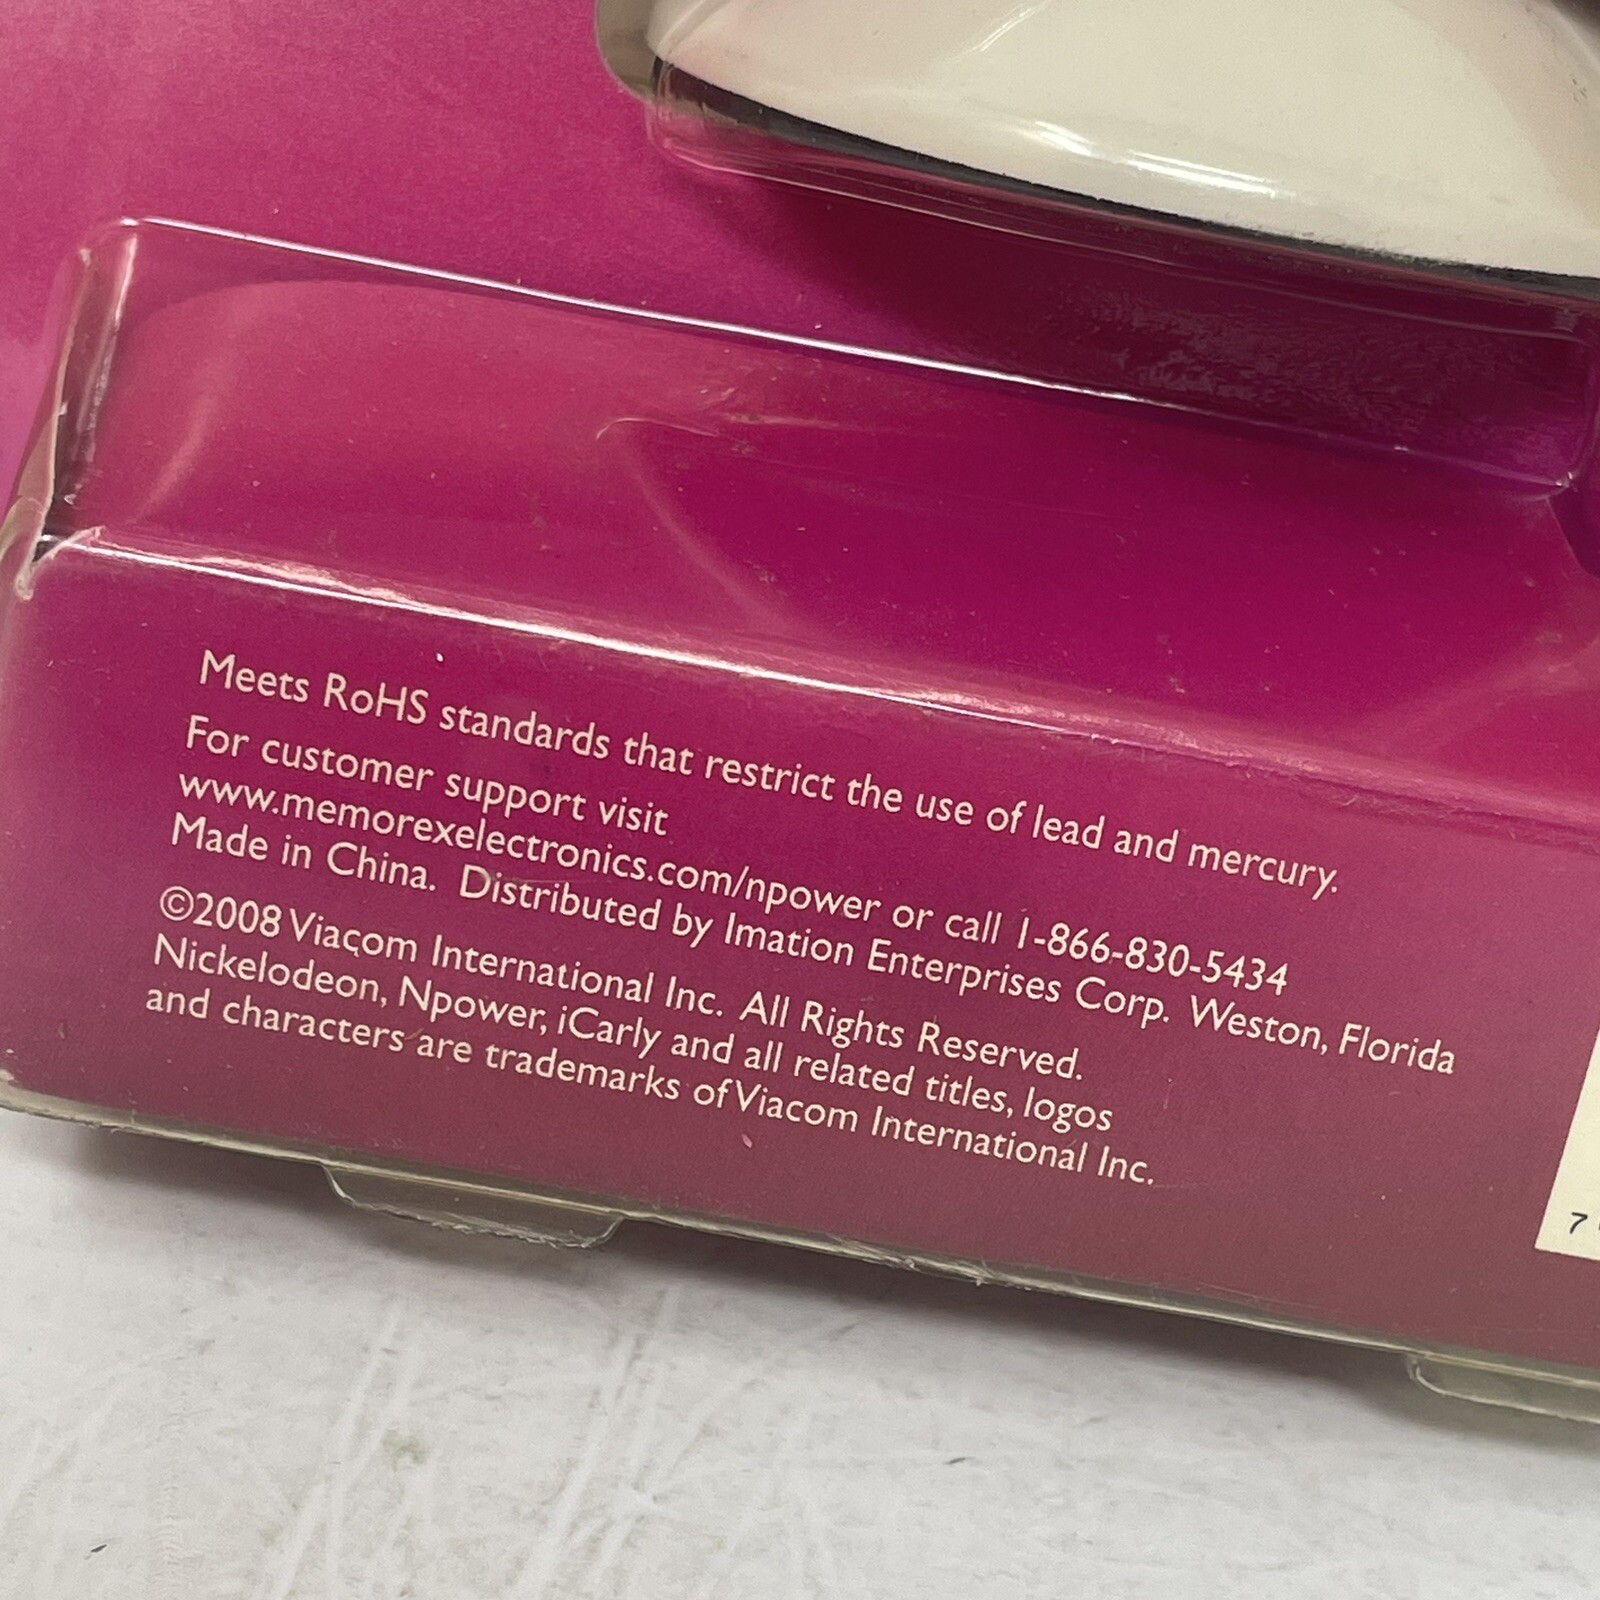 Meets RoHS standards that restrict the use of lead and mercury.
For customer support visit
www.memorexelectronics.com/npower or call 1-866-830-5434
Made in China. Distributed by Imation Enterprises Corp. Weston, Florida
©2008 Viacom International Inc. All Rights Reserved.
Nickelodeon, Npower, iCarly and all related titles, logos
and characters are trademarks of Viacom International Inc.
7